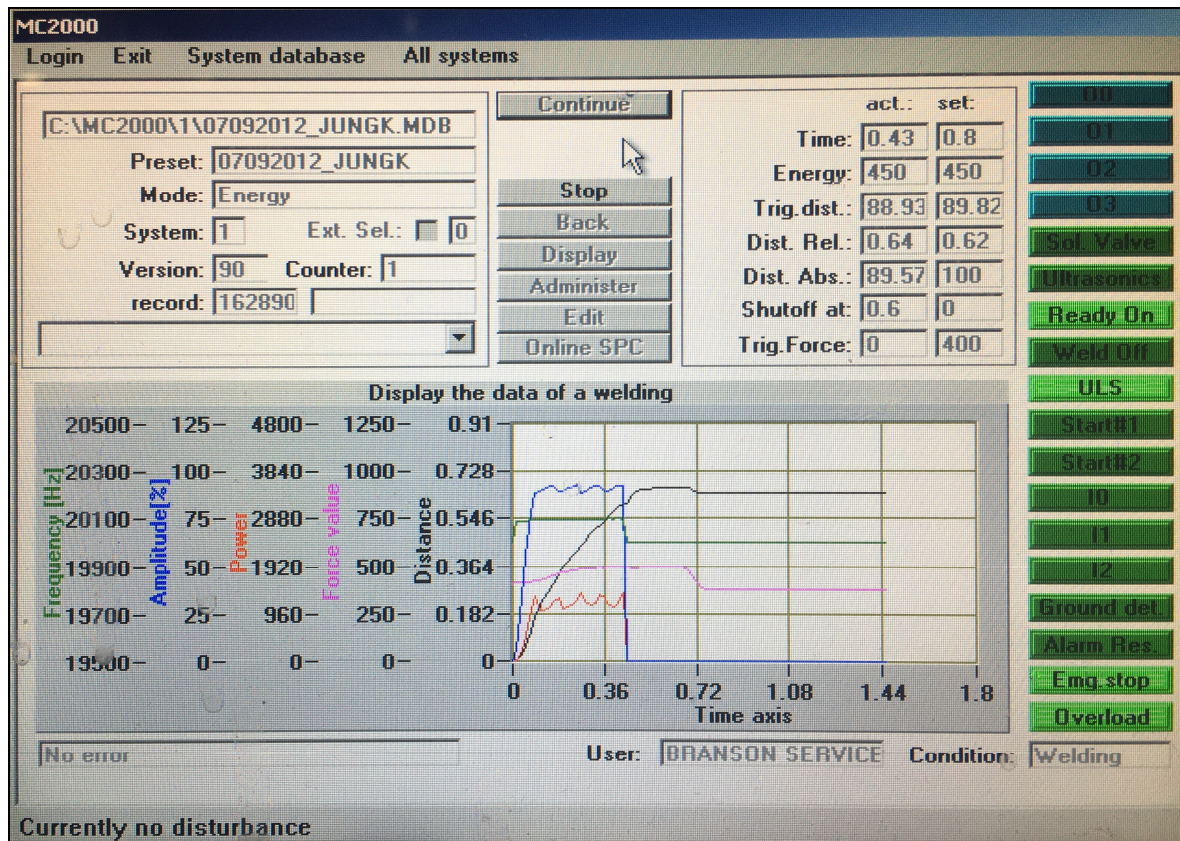 MC2000
Login Exit System database All systems
C:\MC2000\1\07092012_JUNGK.MDB
Preset: 07092012_JUNGK
Mode: Energy
System: 1 Ext. Sel.: 0
Version: 90 Counter: 1
record: 162890
Continue
Stop
Back
Display
Administer
Edit
Online SPC
act.: set:
Time: 0.43 0.8
Energy: 450 450
Trig.dist.: 88.93 89.82
Dist. Rel.: 0.64 0.62
Dist. Abs.: 89.57 100
Shutoff at: 0.6 0
Trig.Force: 0 400
O0
O1
O2
O3
Sol. Valve
Ultrasonics
Ready On
Weld Off
ULS
Start#1
Start#2
I0
I1
I2
Ground det.
Alarm Res.
Emg.stop
Overload
Display the data of a welding
Frequency [Hz] Amplitude[%] Power Force value Distance
20500 125 4800 1250 0.91
20300 100 3840 1000 0.728
20100 75 2880 750 0.546
19900 50 1920 500 0.364
19700 25 960 250 0.182
19500 0 0 0 0
0 0.36 0.72 1.08 1.44 1.8
Time axis
No error User: BRANSON SERVICE Condition: Welding
Currently no disturbance